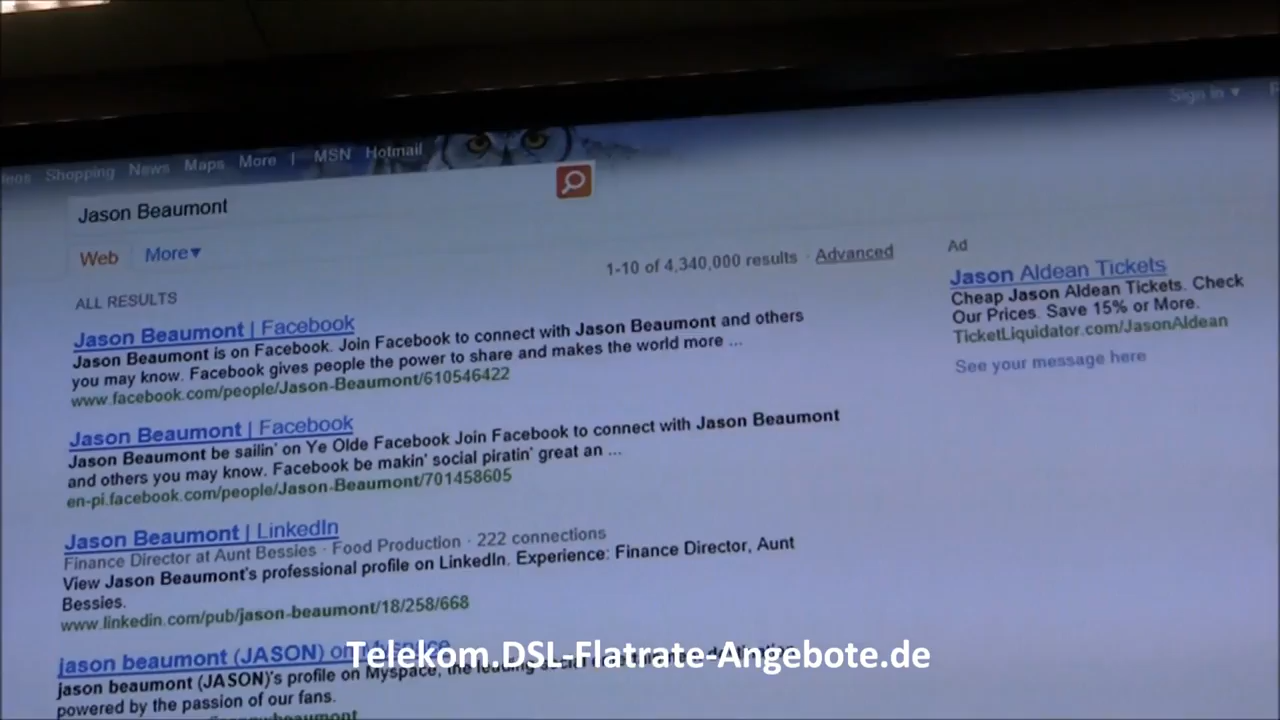 Sign in
Shopping News Maps More | MSN Hotmail
Jason Beaumont
Web More
1-10 of 4,340,000 results · Advanced
ALL RESULTS
Jason Beaumont | Facebook
Jason Beaumont is on Facebook. Join Facebook to connect with Jason Beaumont and others
you may know. Facebook gives people the power to share and makes the world more ...
www.facebook.com/people/Jason-Beaumont/610546422
Jason Beaumont | Facebook
Jason Beaumont be sailin' on Ye Olde Facebook Join Facebook to connect with Jason Beaumont
and others you may know. Facebook be makin' social piratin' great an ...
en-pi.facebook.com/people/Jason-Beaumont/701458605
Jason Beaumont | LinkedIn
Finance Director at Aunt Bessies · Food Production · 222 connections
View Jason Beaumont's professional profile on LinkedIn. Experience: Finance Director, Aunt
Bessies.
www.linkedin.com/pub/jason-beaumont/18/258/668
jason beaumont (JASON) on
jason beaumont (JASON)'s profile on Myspace, the leading social
powered by the passion of our fans.
Ad
Jason Aldean Tickets
Cheap Jason Aldean Tickets. Check
Our Prices. Save 15% or More.
TicketLiquidator.com/JasonAldean
See your message here
Telekom.DSL-Flatrate-Angebote.de